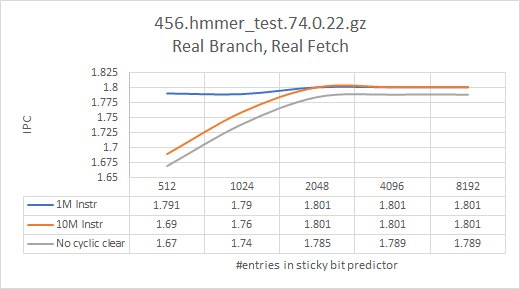 456.hmmer_test.74.0.22.gz
Real Branch, Real Fetch
IPC
1.825
1.8
1.775
1.75
1.725
1.7
1.675
1.65
512 1024 2048 4096 8192
1M Instr 1.791 1.79 1.801 1.801 1.801
10M Instr 1.69 1.76 1.801 1.801 1.801
No cyclic clear 1.67 1.74 1.785 1.789 1.789
#entries in sticky bit predictor